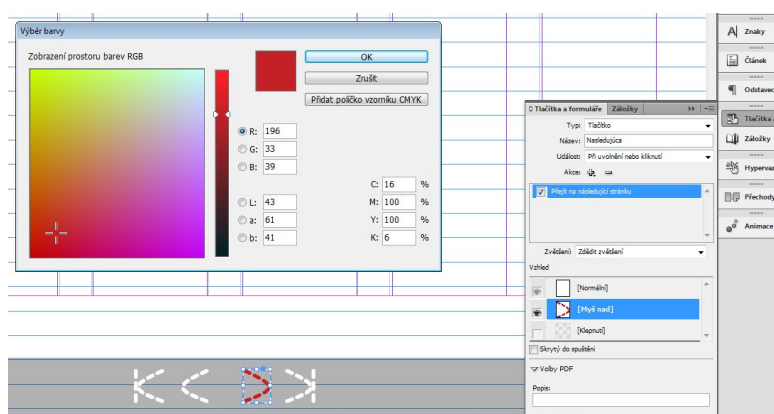 Výběr barvy
Zobrazení prostoru barev RGB
OK
Zrušit
Přidat políčko vzorníku CMYK
R: 196
G: 33
B: 39
L: 43
a: 61
b: 41
C: 16 %
M: 100 %
Y: 100 %
K: 6 %
Tlačítka a formuláře Záložky
Typ: Tlačítko
Název: Nasledujúca
Událost: Při uvolnění nebo kliknutí
Akce:
Přejít na následující stránku
Zvětšení: Zdědit zvětšení
Vzhled
[Normální]
[Myš nad]
[Klepnutí]
Skrytý do spuštění
Volby PDF
Popis:
Znaky
Článek
Odstavec
Tlačítka a
Záložky
Hypervaz
Přechody
Animace